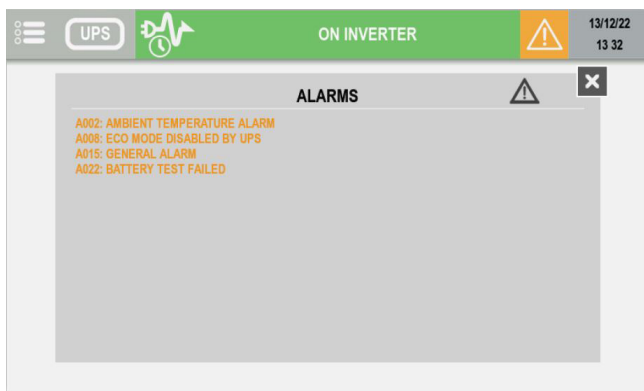 UPS
ON INVERTER
13/12/22
13 32
ALARMS
A002: AMBIENT TEMPERATURE ALARM
A008: ECO MODE DISABLED BY UPS
A015: GENERAL ALARM
A022: BATTERY TEST FAILED